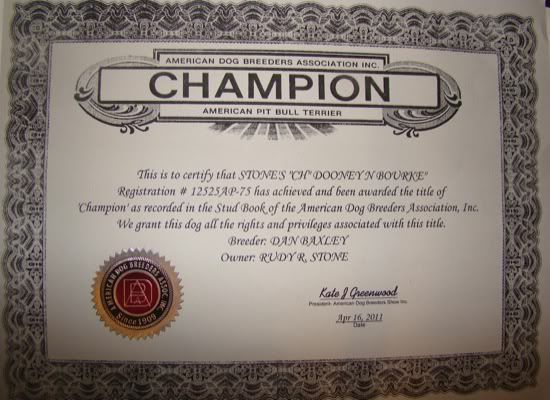 AMERICAN DOG BREEDERS ASSOCIATION INC.
CHAMPION
AMERICAN PIT BULL TERRIER
This is to certify that STONE'S "CH" DOONEY N BOURKE"
Registration # 12525AP-75 has achieved and been awarded the title of
'Champion' as recorded in the Stud Book of the American Dog Breeders Association, Inc.
We grant this dog all the rights and privileges associated with this title.
Breeder: DAN BAXLEY
Owner: RUDY R. STONE
AMERICAN DOG BREEDERS ASSOC. INC.
Since 1909
Kate J Greenwood
President- American Dog Breeders Show Inc.
Apr 16, 2011
Date